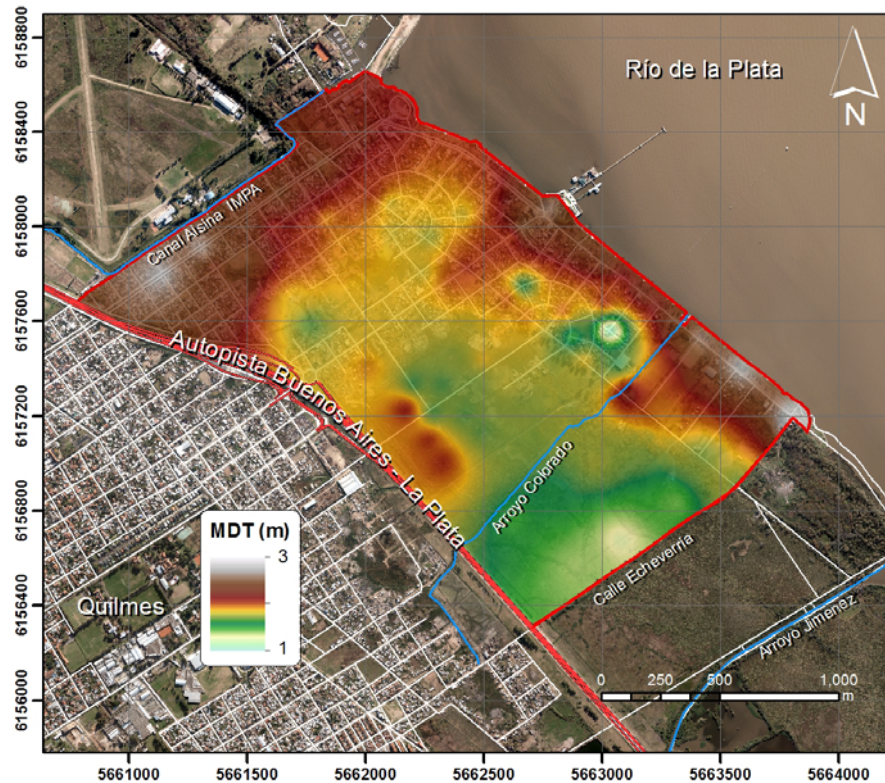 6158800
6158400
6158000
6157600
6157200
6156800
6156400
6156000
Río de la Plata
N
Canal Alsina IMPA
Autopista Buenos Aires - La Plata
Arroyo Colorado
MDT (m)
3
1
Quilmes
Calle Echeverría
Arroyo Jimenez
0 250 500 1,000
m
5661000 5661500 5662000 5662500 5663000 5663500 5664000